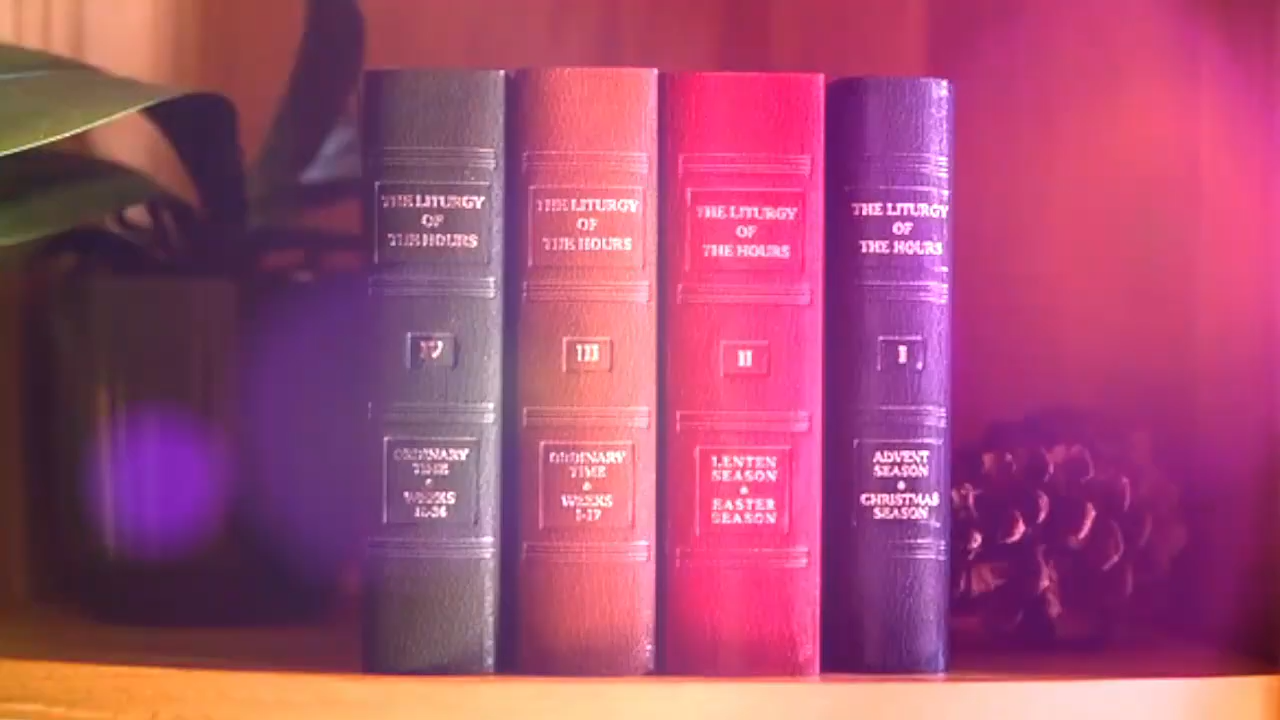 THE LITURGY
OF
THE HOURS
IV
ORDINARY
TIME
WEEKS
THE LITURGY
OF
THE HOURS
III
ORDINARY
TIME
WEEKS
1-17
THE LITURGY
OF
THE HOURS
II
LENTEN
SEASON
EASTER
SEASON
THE LITURGY
OF
THE HOURS
I
ADVENT
SEASON
CHRISTMAS
SEASON